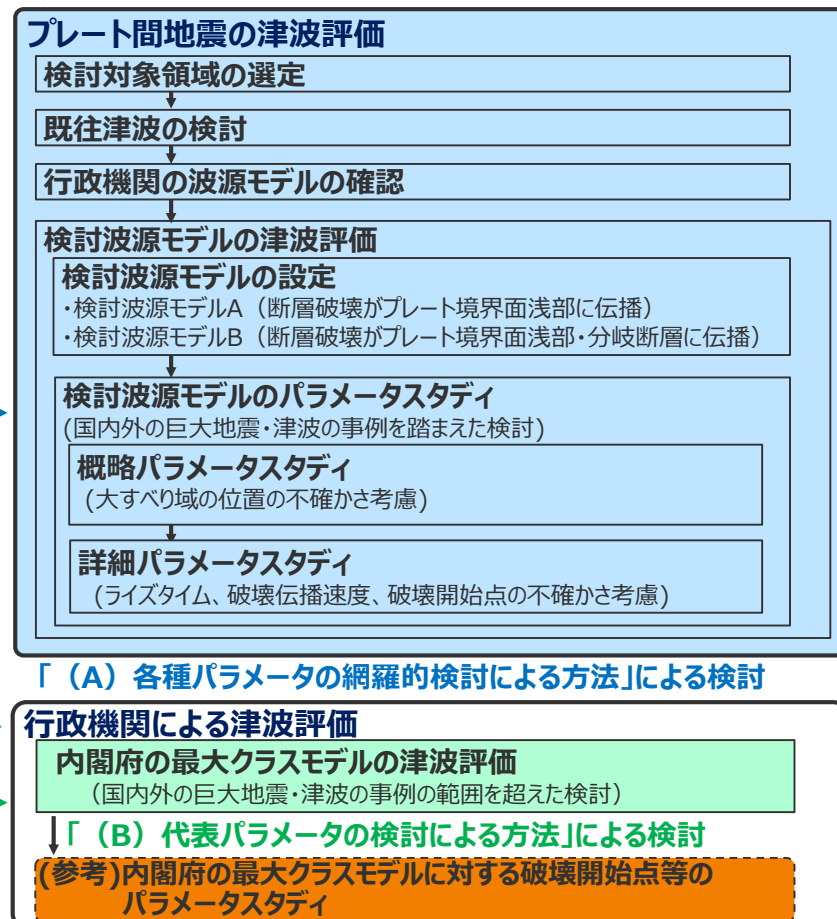 プレート間地震の津波評価
検討対象領域の選定
既往津波の検討
行政機関の波源モデルの確認
検討波源モデルの津波評価
検討波源モデルの設定
・検討波源モデルA（断層破壊がプレート境界面浅部に伝播）
・検討波源モデルB（断層破壊がプレート境界面浅部・分岐断層に伝播）
検討波源モデルのパラメータスタディ
(国内外の巨大地震・津波の事例を踏まえた検討)
概略パラメータスタディ
(大すべり域の位置の不確かさ考慮)
詳細パラメータスタディ
(ライズタイム、破壊伝播速度、破壊開始点の不確かさ考慮)
「（A）各種パラメータの網羅的検討による方法」による検討
行政機関による津波評価
内閣府の最大クラスモデルの津波評価
（国内外の巨大地震・津波の事例の範囲を超えた検討）
「（B）代表パラメータの検討による方法」による検討
(参考)内閣府の最大クラスモデルに対する破壊開始点等の
パラメータスタディ